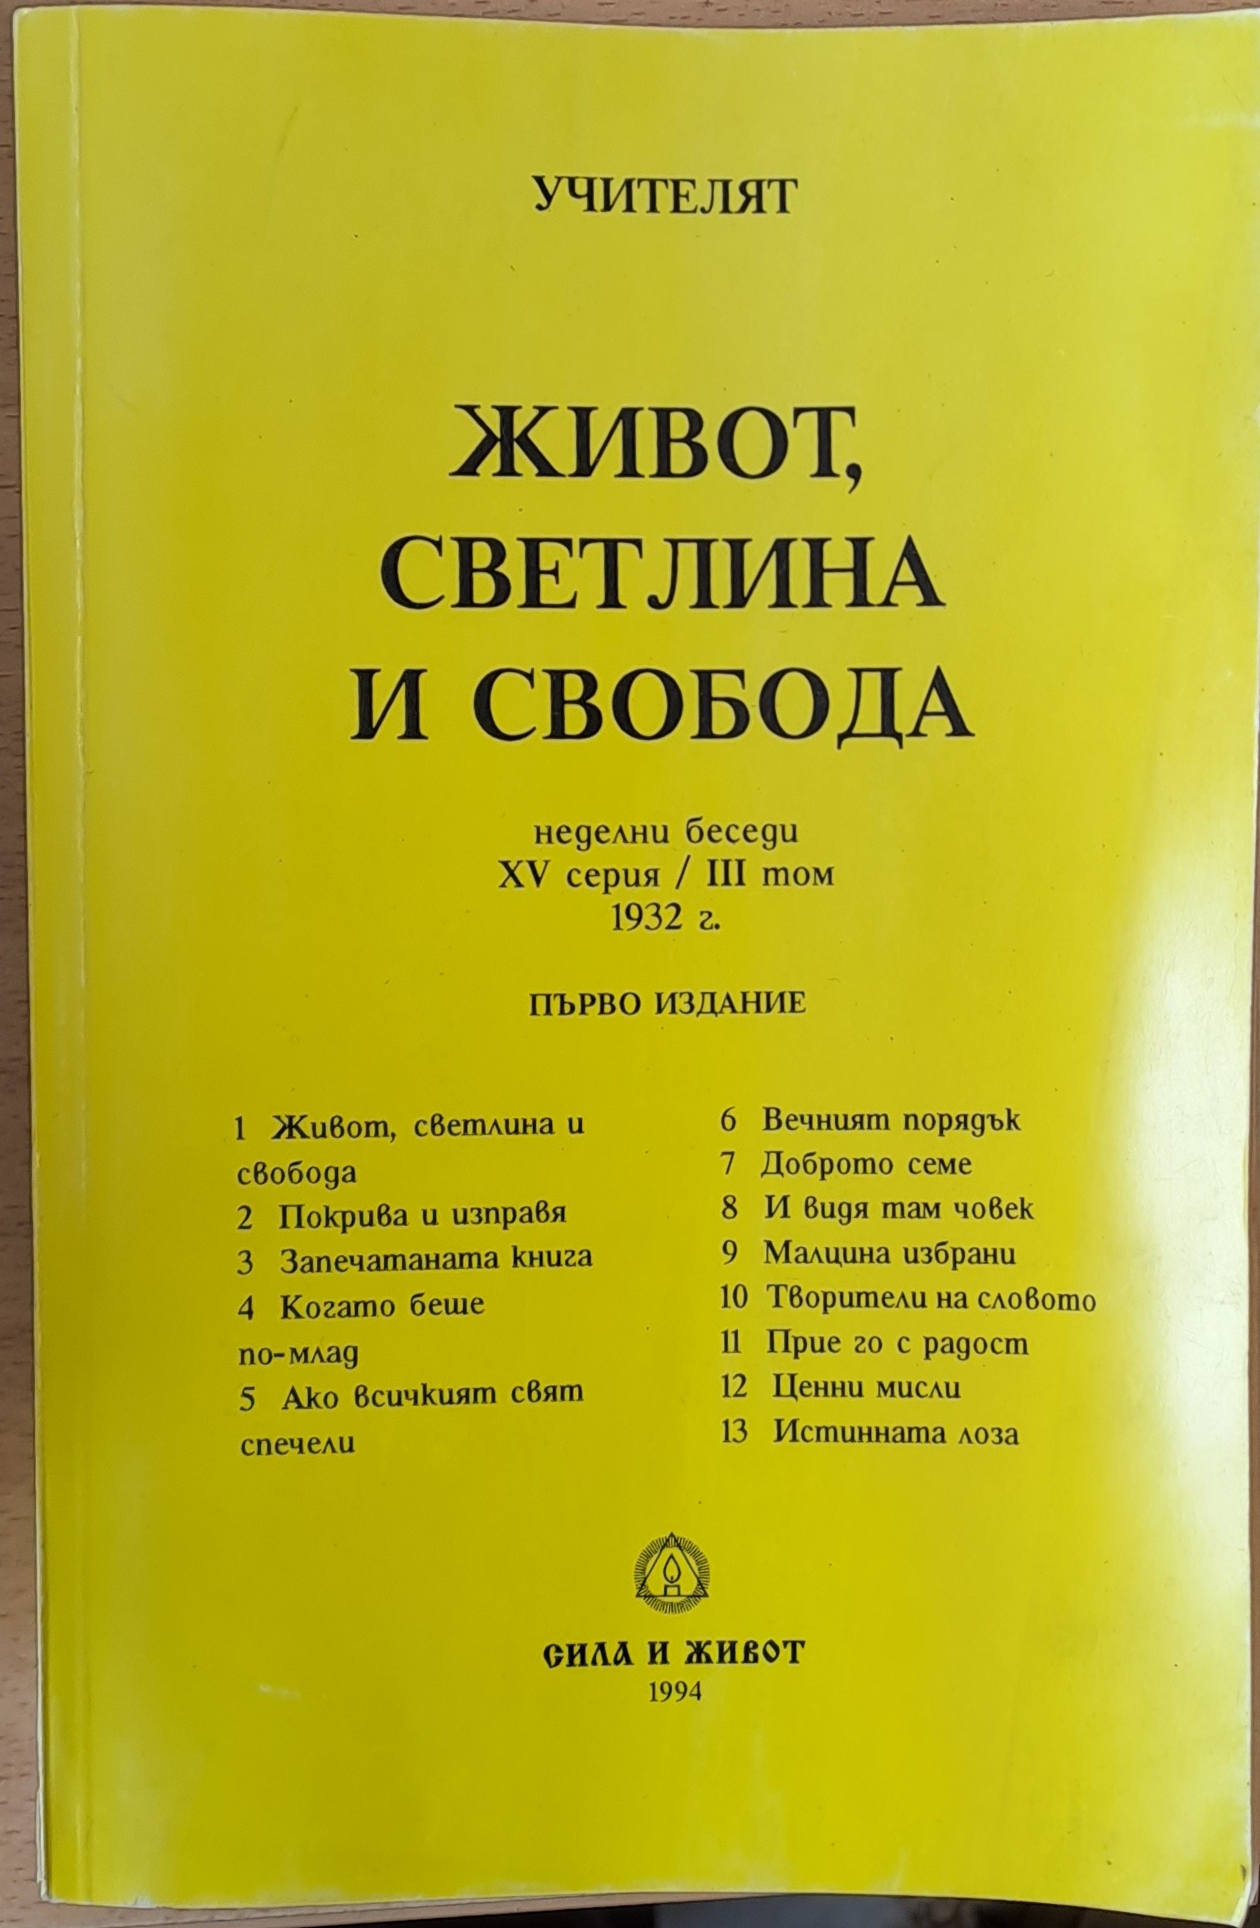 УЧИТЕЛЯТ
ЖИВОТ,
СВЕТЛИНА
И СВОБОДА
неделни беседи
XV серия / III том
1932 г.
ПЪРВО ИЗДАНИЕ
1 Живот, светлина и
свобода
2 Покрива и изправя
3 Запечатаната книга
4 Когато беше
по-млад
5 Ако всичкият свят
спечели
6 Вечният порядък
7 Доброто семе
8 И видя там човек
9 Малцина избрани
10 Творители на словото
11 Прие го с радост
12 Ценни мисли
13 Истинната лоза
СИЛА И ЖИВОТ
1994